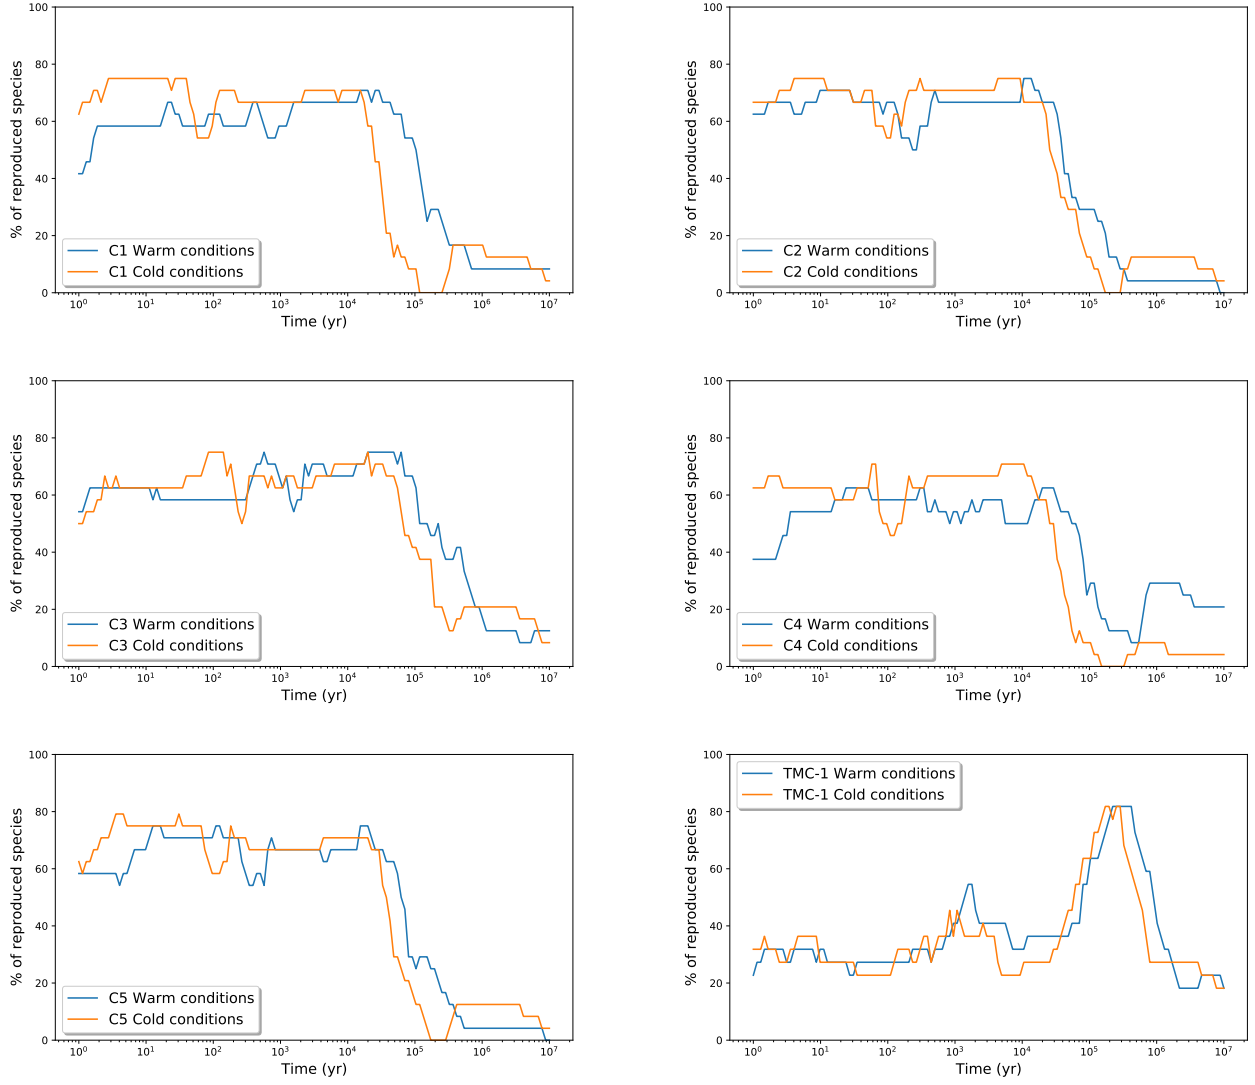 % of reproduced species
100
80
60
40
20
0
C1 Warm conditions
C1 Cold conditions
10⁰ 10¹ 10² 10³ 10⁴ 10⁵ 10⁶ 10⁷
Time (yr)
% of reproduced species
100
80
60
40
20
0
C2 Warm conditions
C2 Cold conditions
10⁰ 10¹ 10² 10³ 10⁴ 10⁵ 10⁶ 10⁷
Time (yr)
% of reproduced species
100
80
60
40
20
0
C3 Warm conditions
C3 Cold conditions
10⁰ 10¹ 10² 10³ 10⁴ 10⁵ 10⁶ 10⁷
Time (yr)
% of reproduced species
100
80
60
40
20
0
C4 Warm conditions
C4 Cold conditions
10⁰ 10¹ 10² 10³ 10⁴ 10⁵ 10⁶ 10⁷
Time (yr)
% of reproduced species
100
80
60
40
20
0
C5 Warm conditions
C5 Cold conditions
10⁰ 10¹ 10² 10³ 10⁴ 10⁵ 10⁶ 10⁷
Time (yr)
% of reproduced species
100
80
60
40
20
0
TMC-1 Warm conditions
TMC-1 Cold conditions
10⁰ 10¹ 10² 10³ 10⁴ 10⁵ 10⁶ 10⁷
Time (yr)